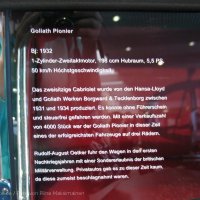 Goliath Pionier
Bj: 1932
1-Zylinder-Zweitaktmotor, 198 ccm Hubraum, 5,5 PS,
50 km/h Höchstgeschwindigkeit
Das zweisitzige Cabriolet wurde von den Hansa-Lloyd
und Goliath Werken Borgward & Tecklenborg zwischen
1931 und 1934 produziert. Es war führerschein- und
steuerfrei gefahren werden. Mit einer Verkaufszahl
von 4000 Stück war der Goliath Pionier in dieser Zeit
eines der erfolgreichsten Fahrzeuge auf drei Rädern.
Rudolf-August Oetker fuhr den Wagen in den ersten
Nachkriegsjahren mit einer Sondererlaubnis der britischen
Militärverwaltung. Privatautos gab es zu dieser Zeit kaum,
da diese zumeist beschlagnahmt waren.